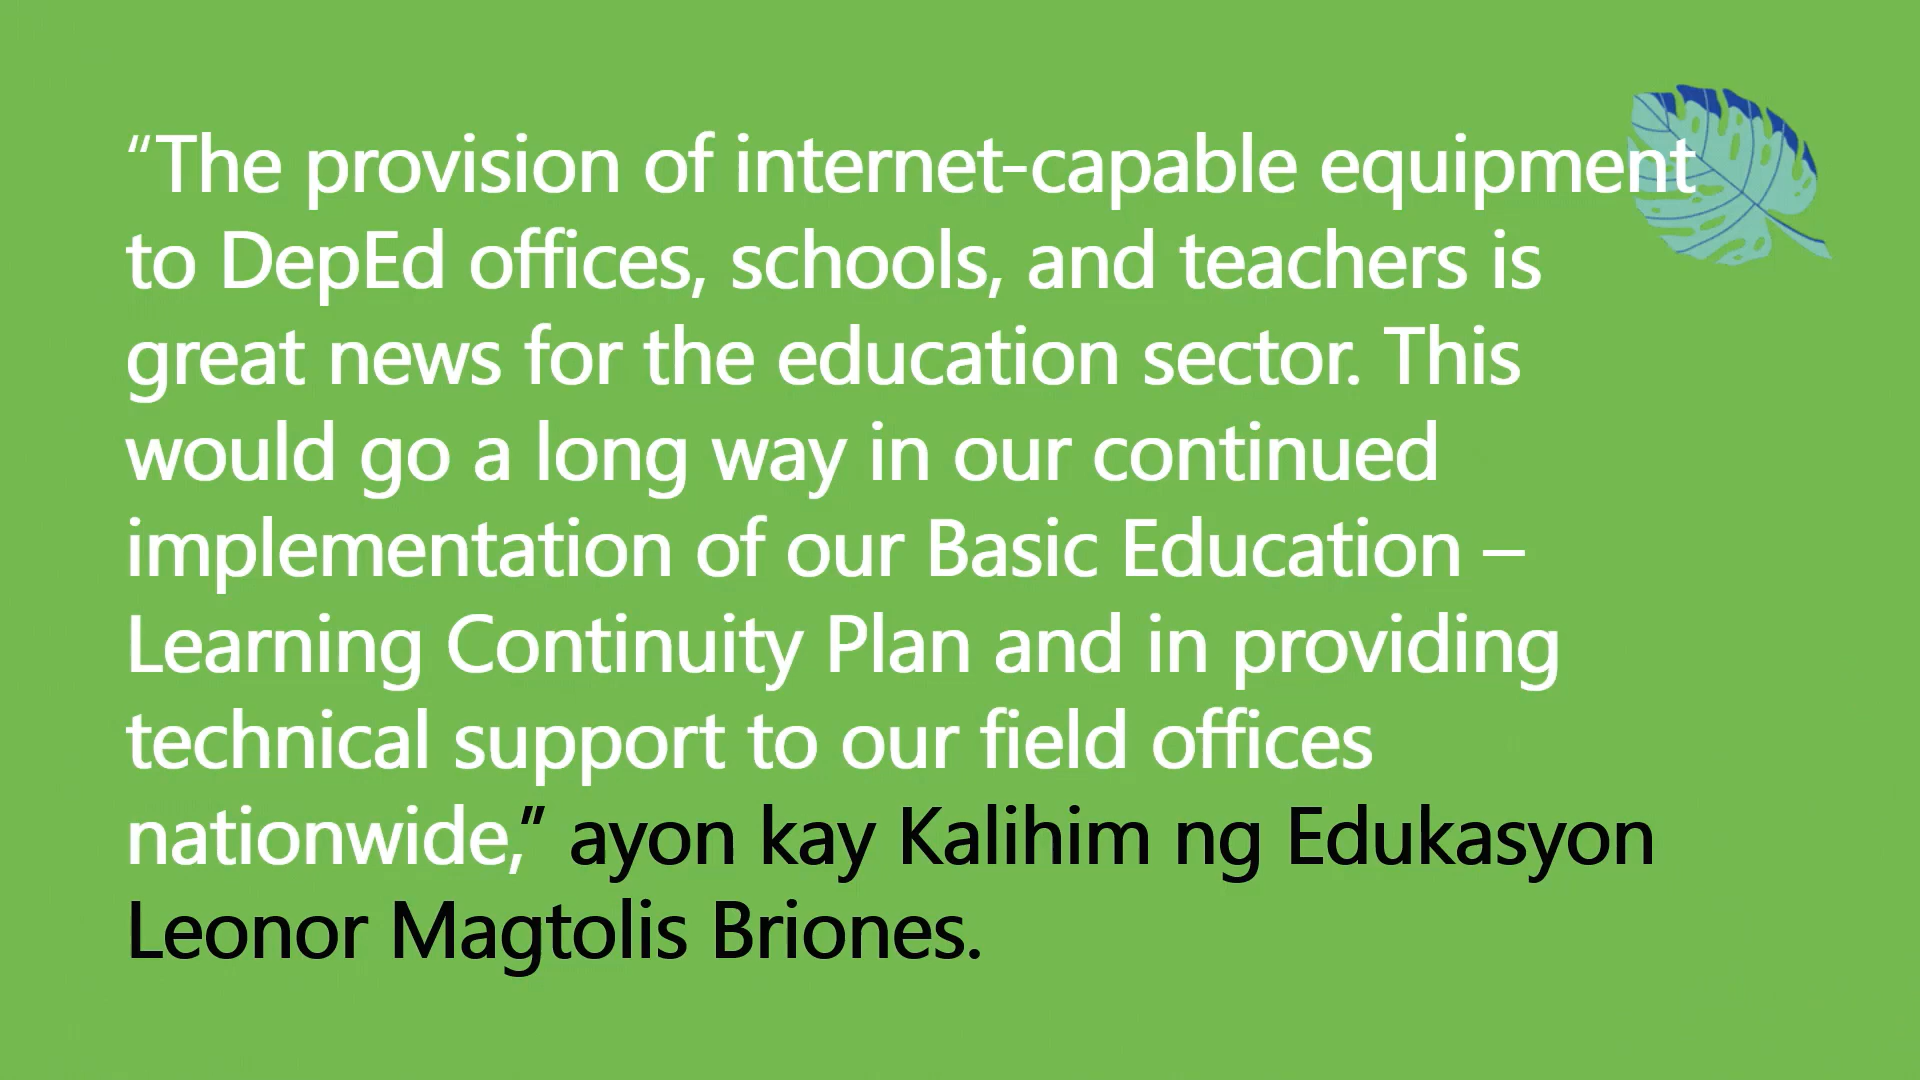 “The provision of internet-capable equipment
to DepEd offices, schools, and teachers is
great news for the education sector. This
would go a long way in our continued
implementation of our Basic Education –
Learning Continuity Plan and in providing
technical support to our field offices
nationwide,” ayon kay Kalihim ng Edukasyon
Leonor Magtolis Briones.